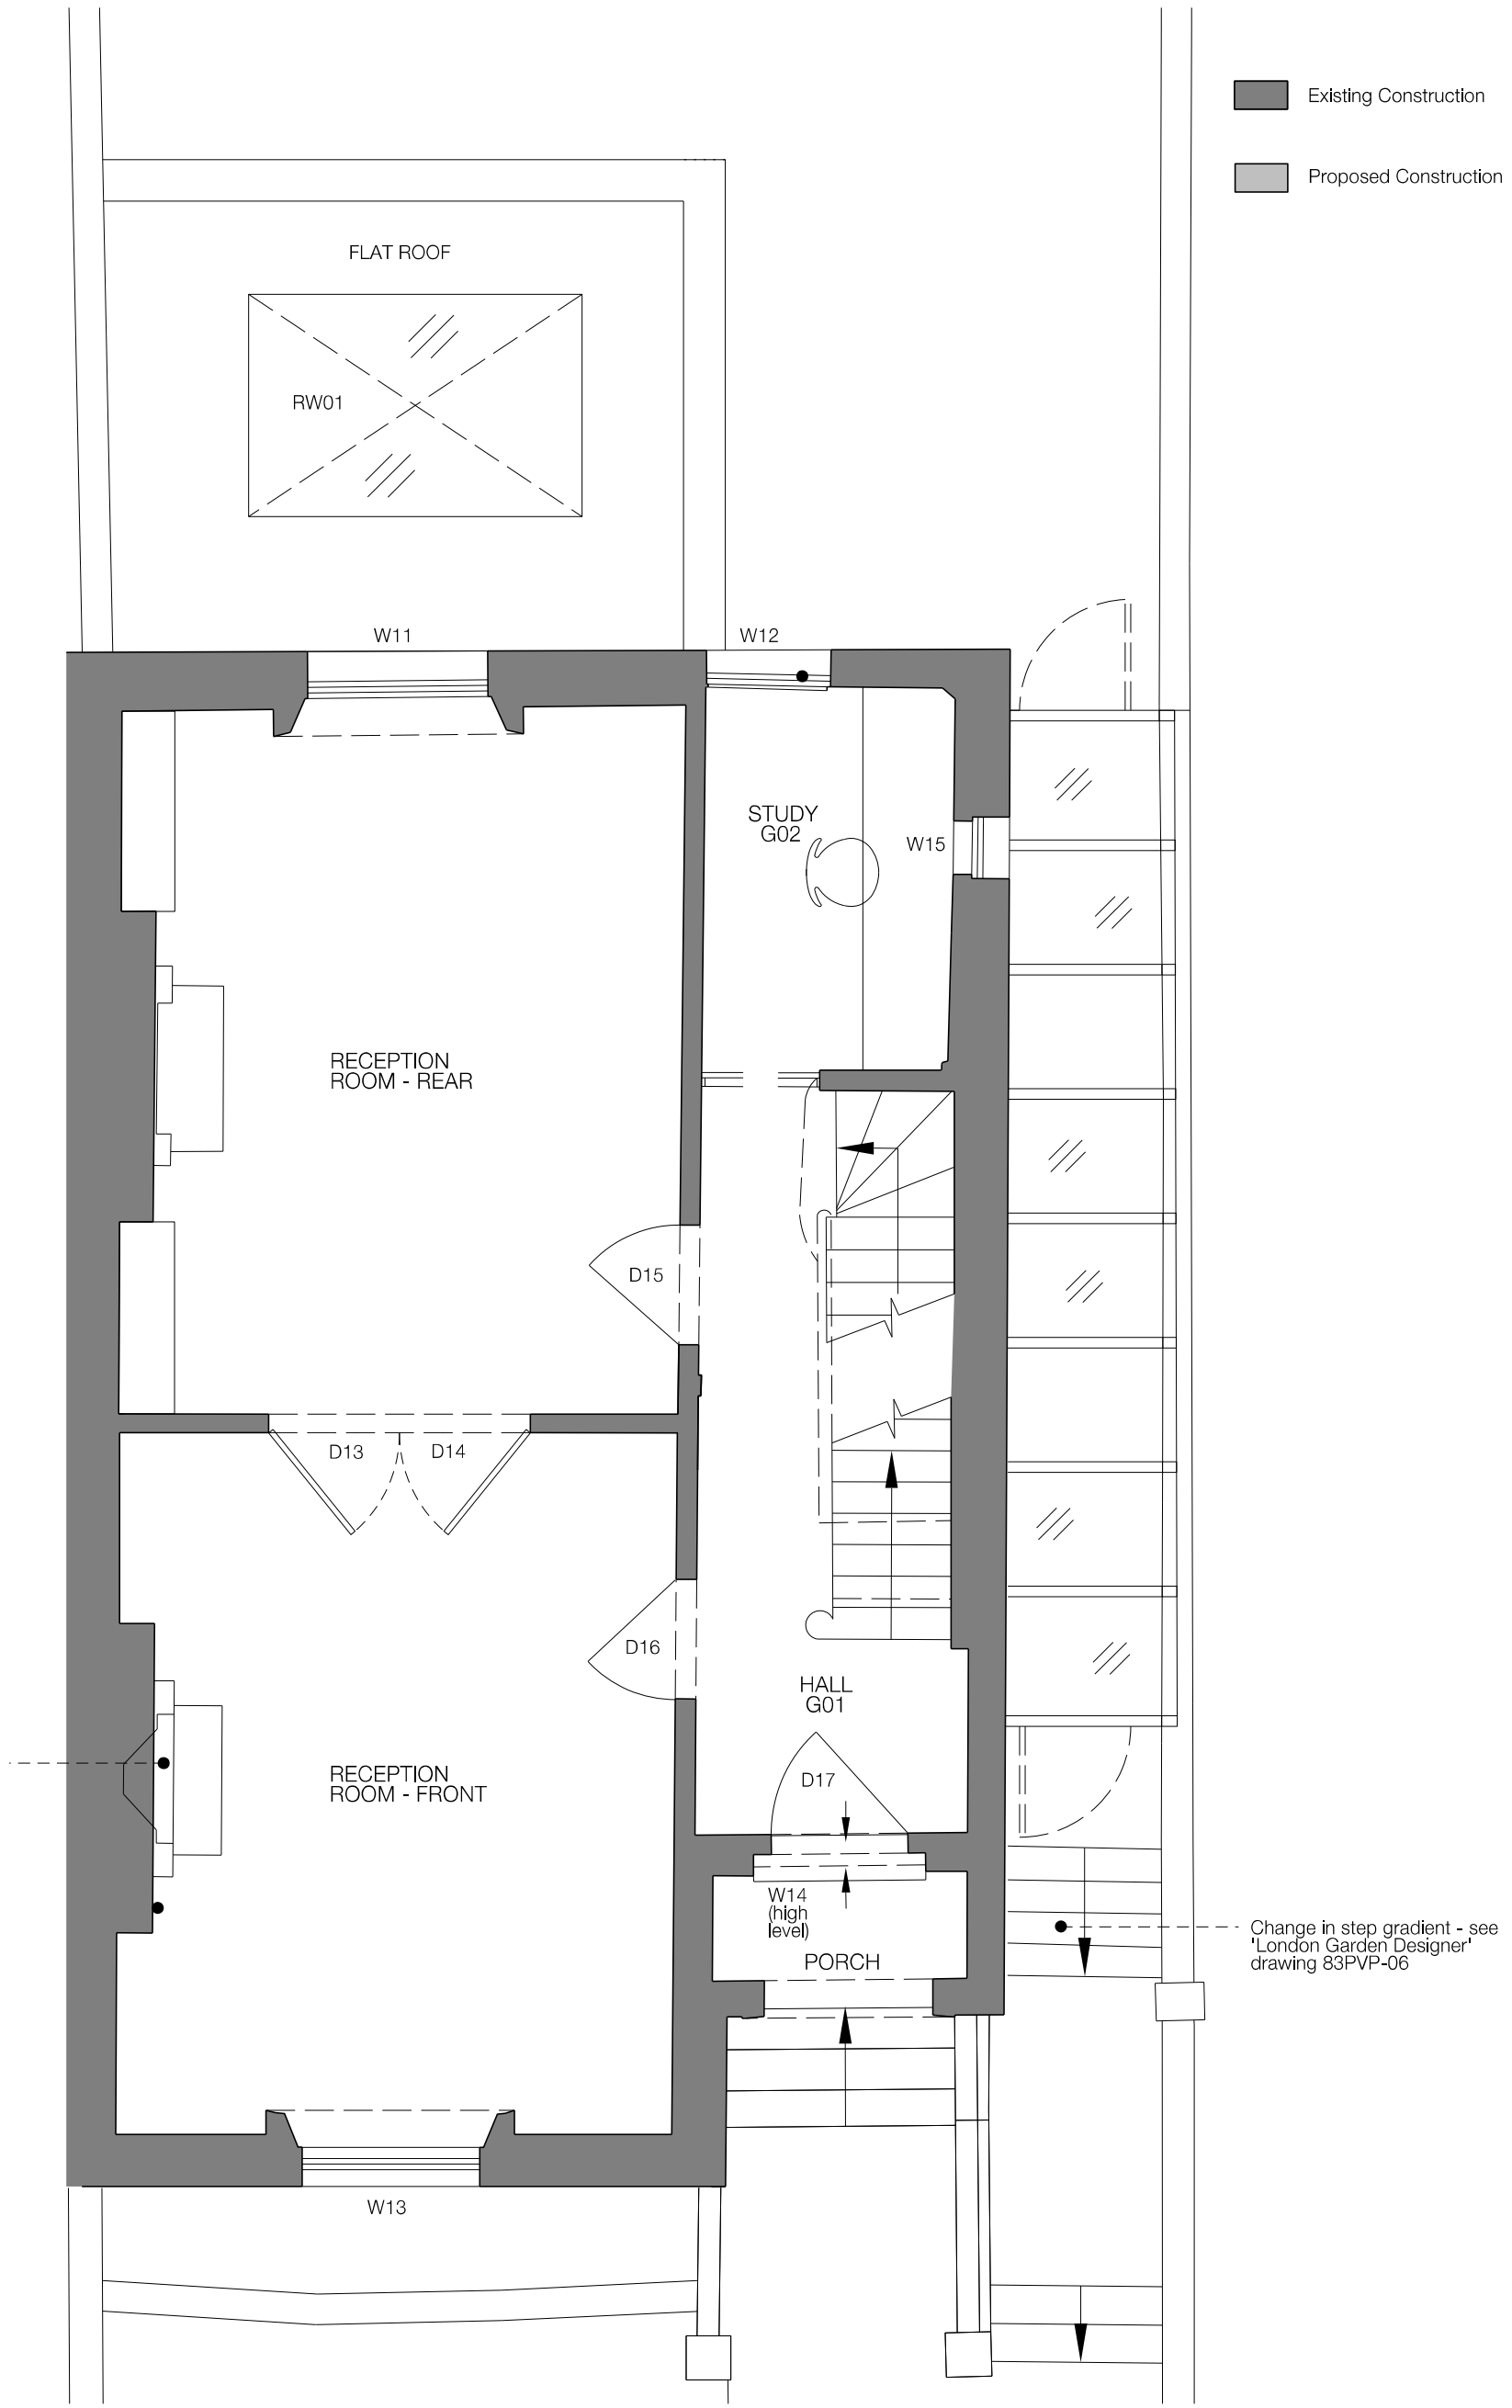 Existing Construction
Proposed Construction
FLAT ROOF
RW01
W11
W12
STUDY
G02
W15
RECEPTION
ROOM - REAR
D15
D13
D14
D16
HALL
G01
D17
RECEPTION
ROOM - FRONT
W14
(high
level)
PORCH
Change in step gradient - see
'London Garden Designer'
drawing 83PVP-06
W13